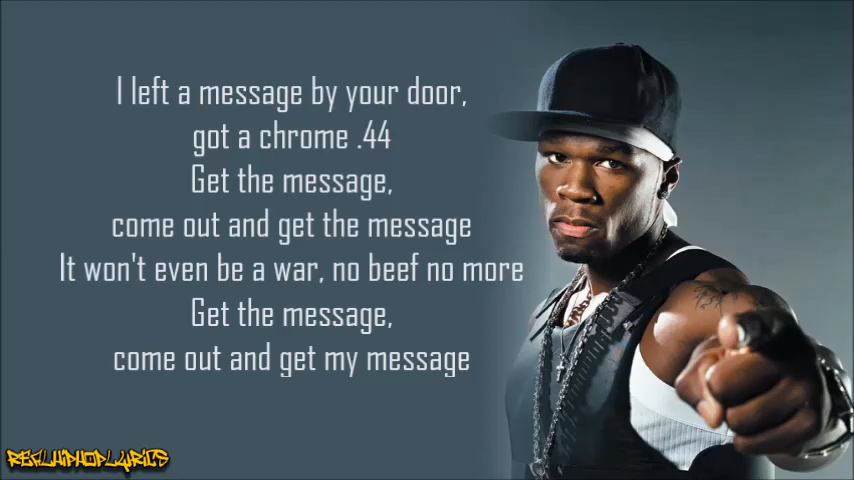 I left a message by your door,
got a chrome .44
Get the message,
come out and get the message
It won't even be a war, no beef no more
Get the message,
come out and get my message
REALHIPHOPLYRICS